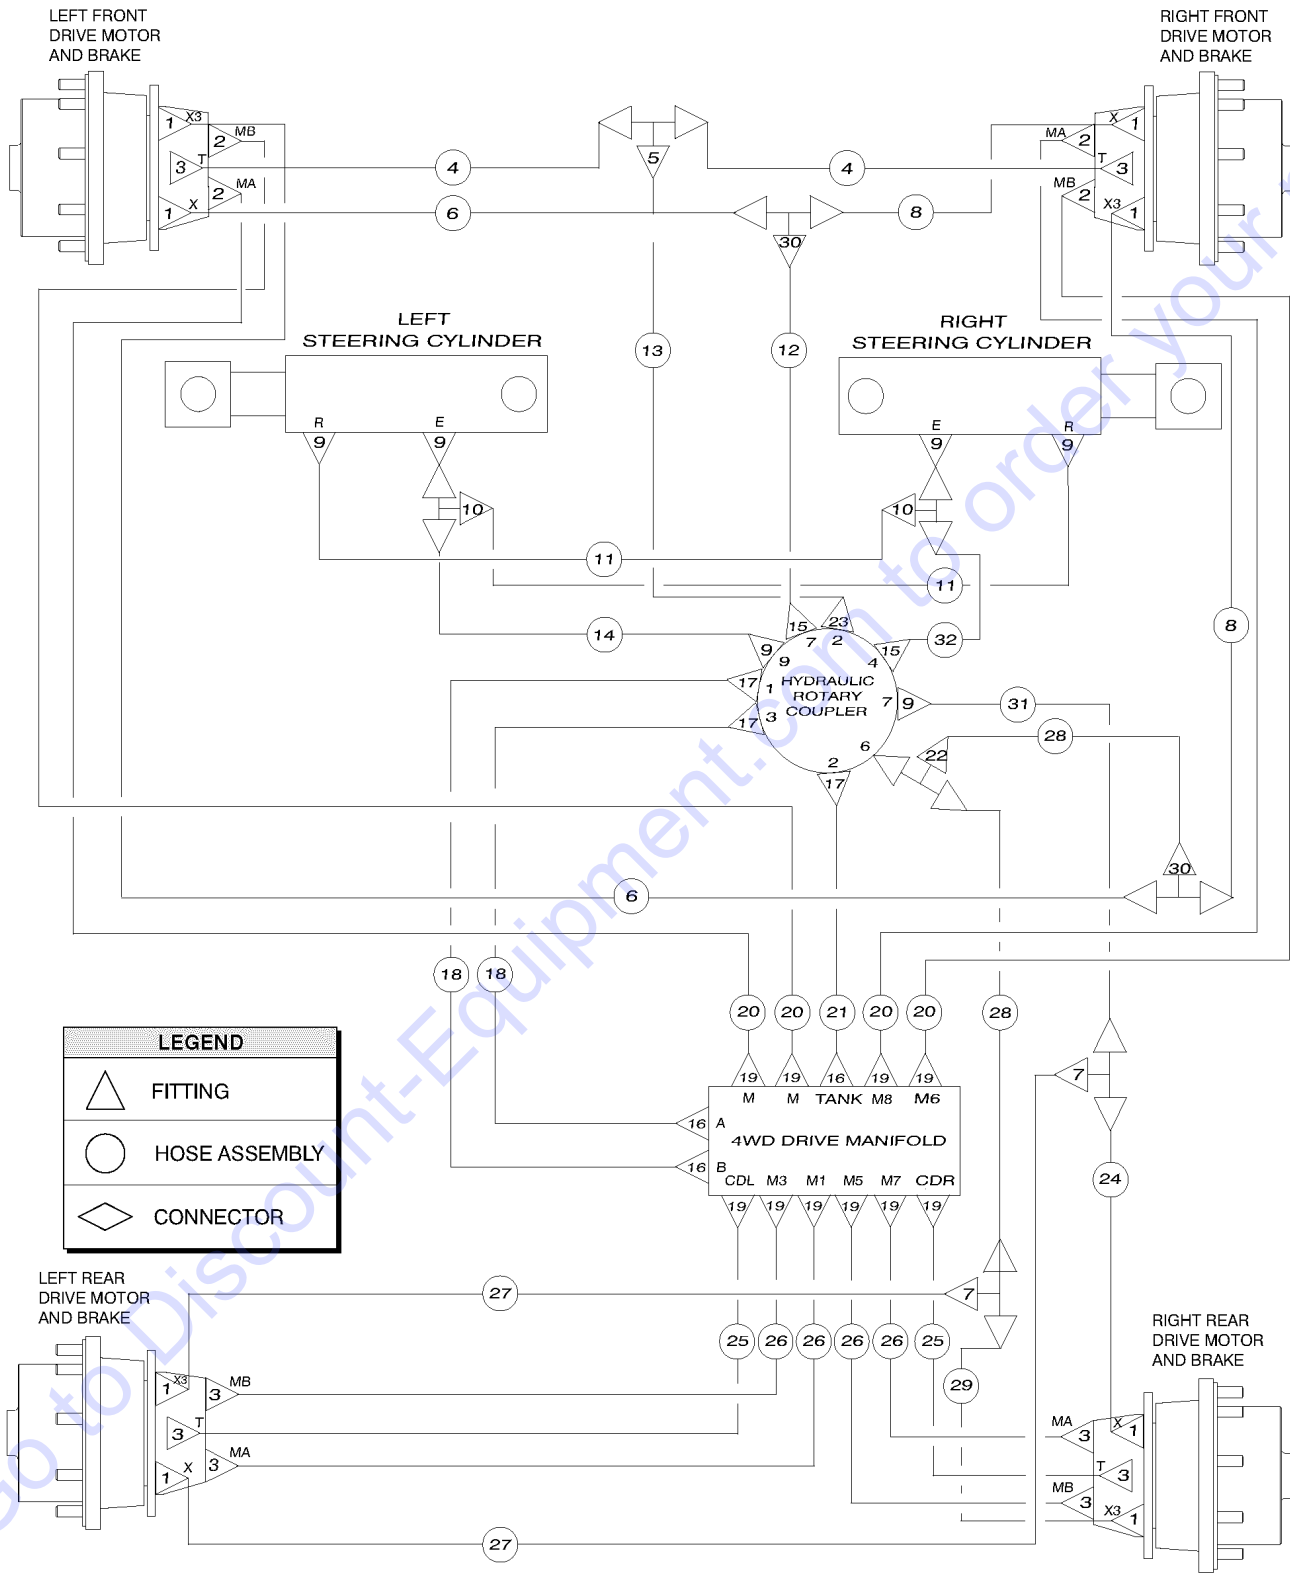 LEFT FRONT
DRIVE MOTOR
AND BRAKE
RIGHT FRONT
DRIVE MOTOR
AND BRAKE
1 X3
2 MB
3 T
2 MA
1 X
4
5
4
6
8
30
MA 2
X 1
T 3
MB 2
X3 1
13
12
LEFT
STEERING CYLINDER
RIGHT
STEERING CYLINDER
R E
9 9
E R
9 9
10
10
11
11
14
32
8
9
15
23
15
9 7 2 4
17
1
17
3
HYDRAULIC
ROTARY
COUPLER
7
9
31
6
22
28
2
17
30
6
18
18
20
20
21
20
20
28
LEGEND
FITTING
HOSE ASSEMBLY
CONNECTOR
19 19 16 19 19
M M TANK M8 M6
16 A
4WD DRIVE MANIFOLD
16 B
CDL M3 M1 M5 M7 CDR
19 19 19 19 19 19
7
24
LEFT REAR
DRIVE MOTOR
AND BRAKE
27
7
25
26
26
26
26
25
29
RIGHT REAR
DRIVE MOTOR
AND BRAKE
1 X3
3 MB
3 T
3 MA
1 X
27
MA 3
X 1
T 3
MB 3
X3 1
Go to Discount-Equipment.com to order your